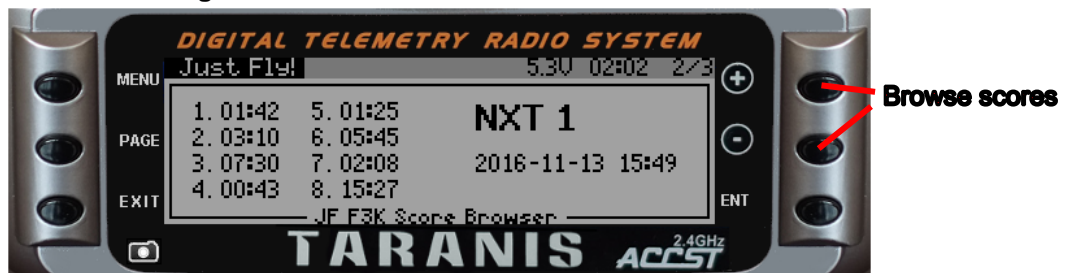 DIGITAL TELEMETRY RADIO SYSTEM
MENU
Just Fly!
5.3V 02:02 2/3
+
Browse scores
1. 01:42 5. 01:25
NXT 1
PAGE
2. 03:10 6. 05:45
-
3. 07:30 7. 02:08
2016-11-13 15:49
EXIT
4. 00:43 8. 15:27
ENT
JF F3K Score Browser
TARANIS
ACCST
2.4GHz